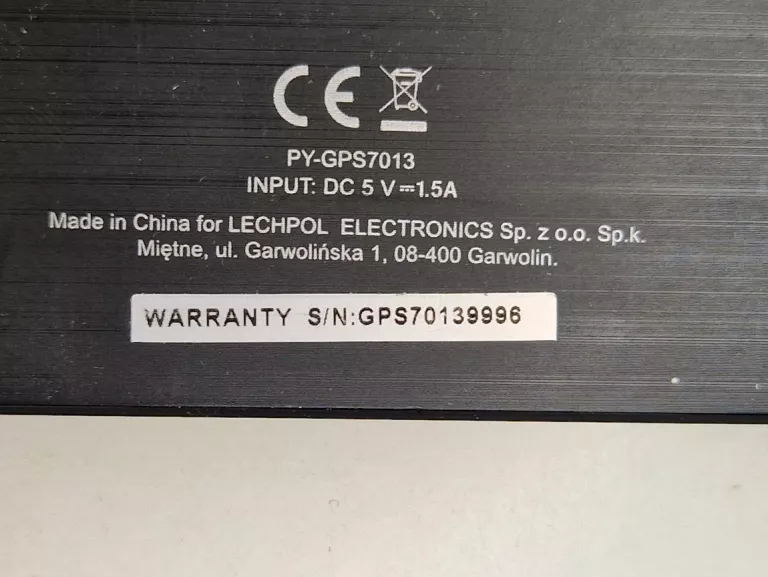 CE
PY-GPS7013
INPUT: DC 5 V⎓1.5A
Made in China for LECHPOL ELECTRONICS Sp. z o.o. Sp.k.
Miętne, ul. Garwolińska 1, 08-400 Garwolin.
WARRANTY S/N:GPS70139996